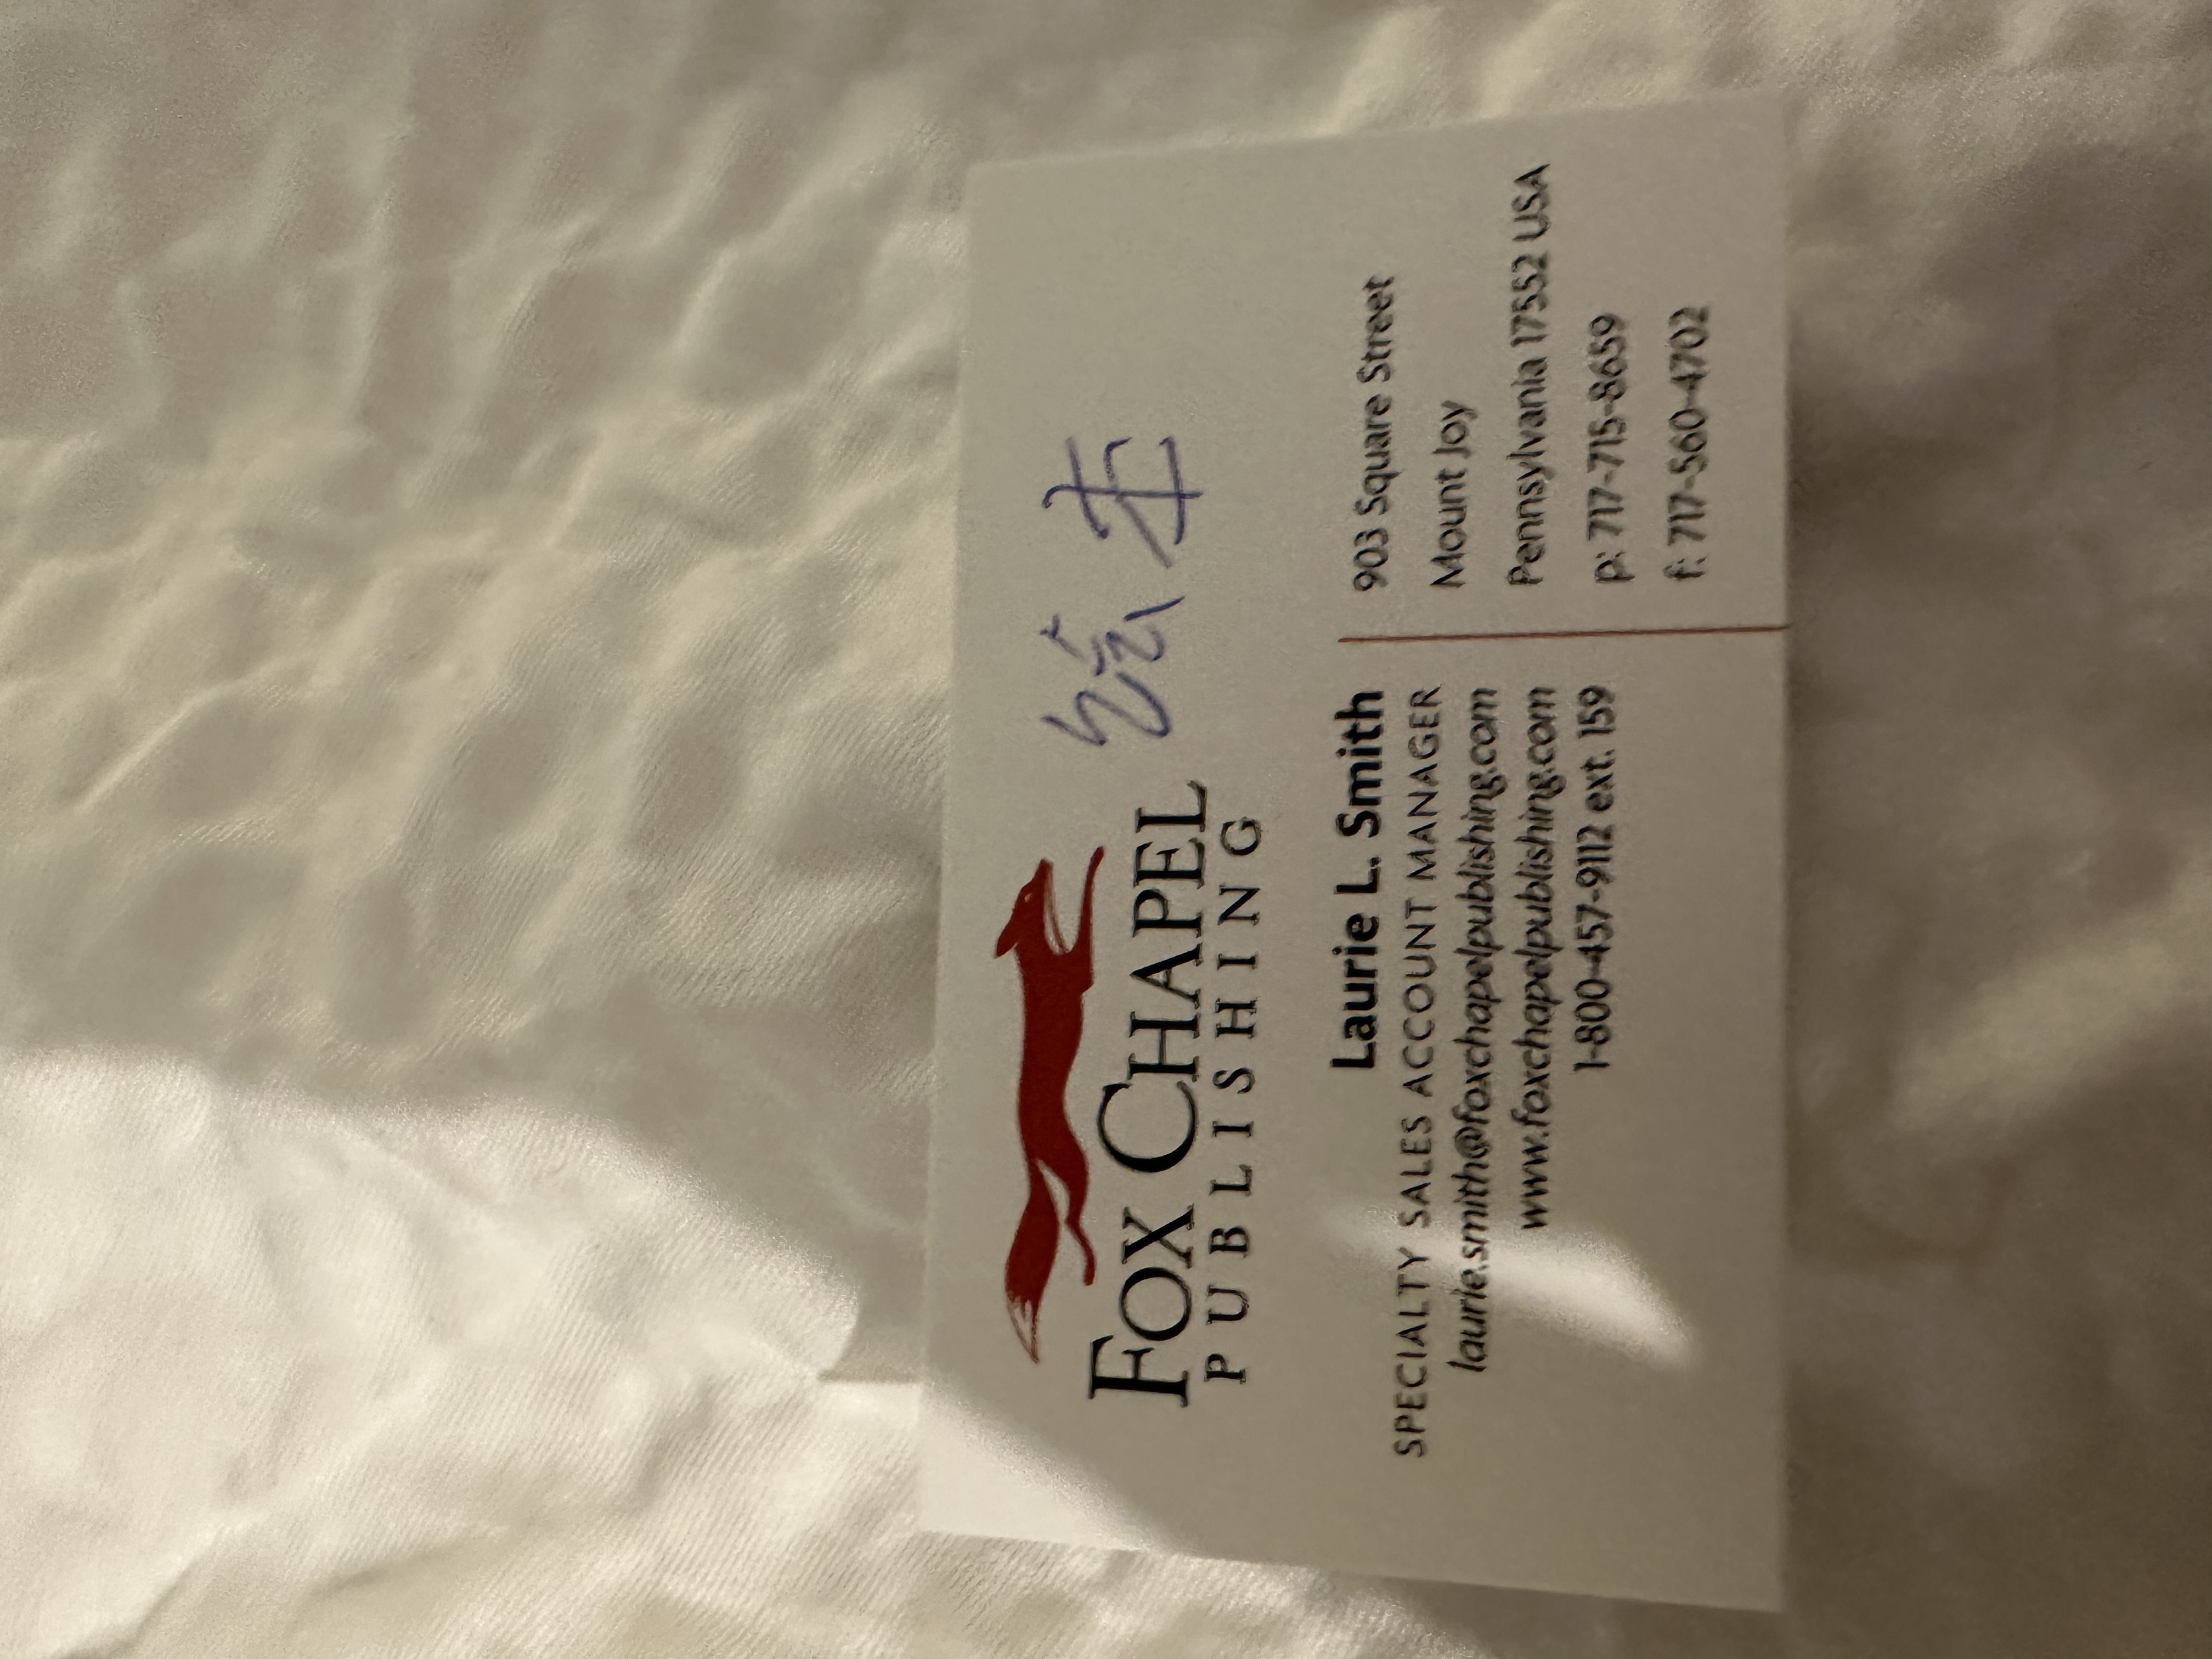 FOX CHAPEL
PUBLISHING
绘本
Laurie L. Smith
SPECIALTY SALES ACCOUNT MANAGER
laurie.smith@foxchapelpublishing.com
www.foxchapelpublishing.com
1-800-457-9112 ext. 159
903 Square Street
Mount Joy
Pennsylvania 17552 USA
p: 717-715-8659
f: 717-560-4702